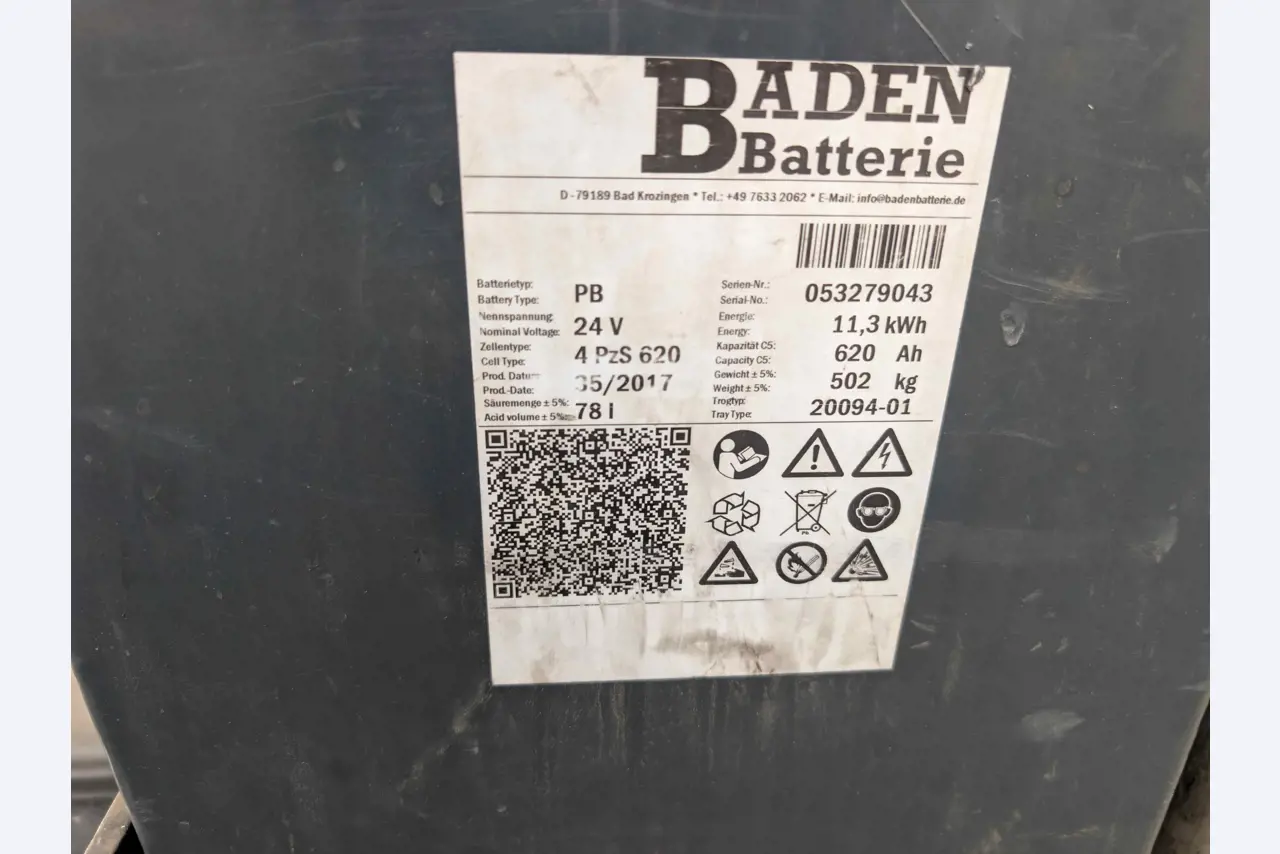 BADEN
Batterie
D-79189 Bad Krozingen * Tel.: +49 7633 2062 * E-Mail: info@badenbatterie.de
Batterietyp:
Battery Type: PB
Serien-Nr.:
Serial-No.: 053279043
Nennspannung
Nominal Voltage: 24 V
Energie:
Energy: 11,3 kWh
Zellentype:
Cell Type: 4 PzS 620
Kapazität C5:
Capacity C5: 620 Ah
Prod. Datum
Prod.-Date: /2017
Gewicht ± 5%:
Weight ± 5%: 502 kg
Säuremenge ± 5%:
Acid volume ± 5%: 78 l
Trogtyp:
Tray Type: 20094-01
Pb